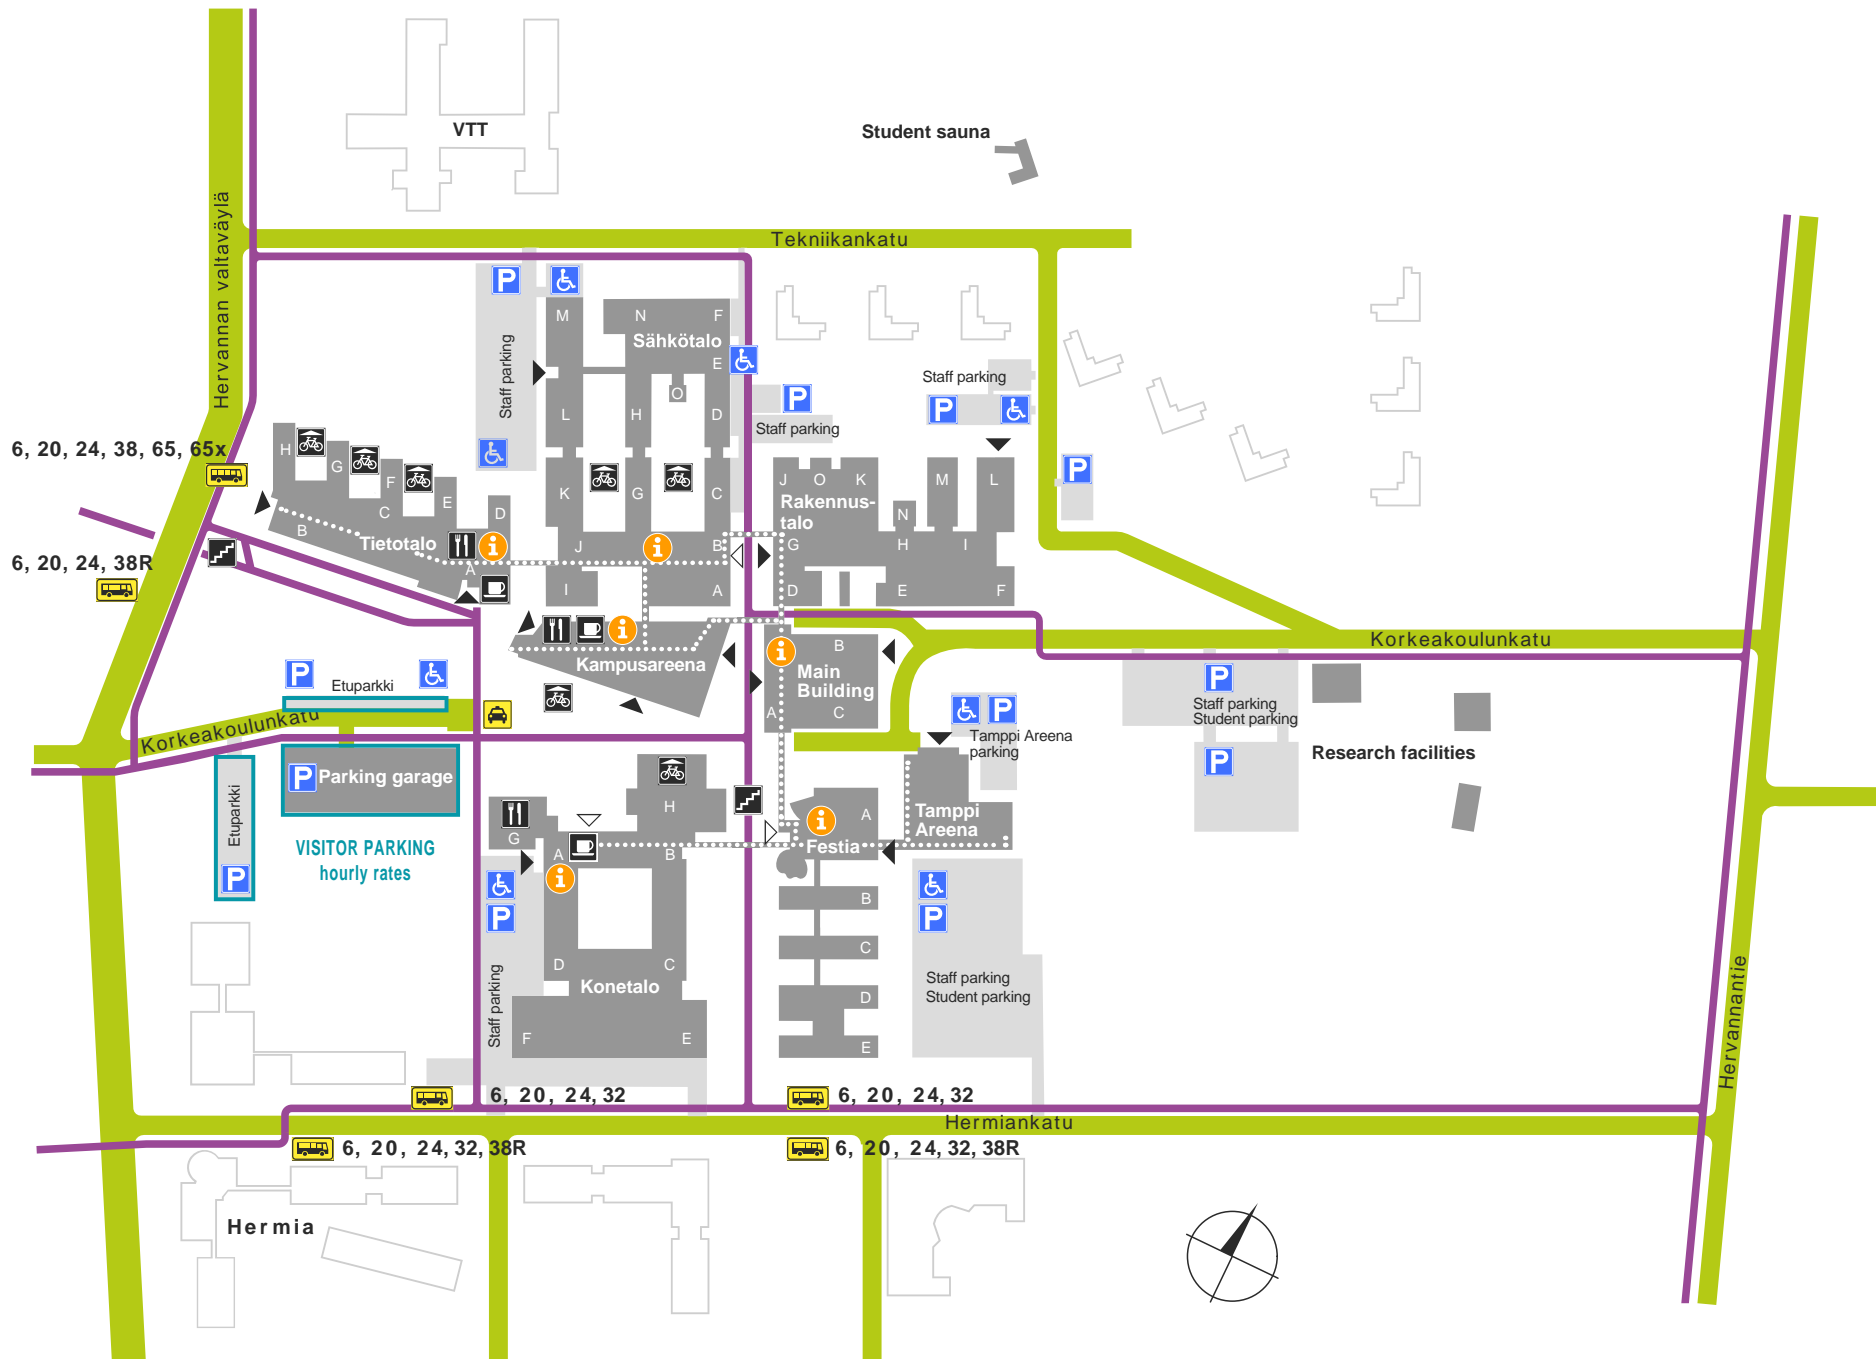 VTT
Student sauna
Hervannan valtaväylä
Tekniikankatu
P
Staff parking
M
N
F
Sähkötalo
E
O
L
H
D
P
Staff parking
Staff parking
P
6, 20, 24, 38, 65, 65x
H
G
F
E
C
D
B
Tietotalo
A
K
G
C
J
B
I
A
J
O
K
Rakennus-
talo
M
L
N
G
H
I
D
E
F
P
6, 20, 24, 38R
Kampusareena
B
Main
Building
A
C
Korkeakoulunkatu
P
Etuparkki
Korkeakoulunkatu
P
Parking garage
Etuparkki
P
VISITOR PARKING
hourly rates
P
Tamppi Areena
parking
P
Staff parking
Student parking
P
Research facilities
H
G
A
B
D
C
Konetalo
F
E
P
Staff parking
A
Festia
B
C
D
E
Tamppi
Areena
P
Staff parking
Student parking
Hervannantie
6, 20, 24, 32
6, 20, 24, 32
Hermiankatu
6, 20, 24, 32, 38R
6, 20, 24, 32, 38R
Hermia